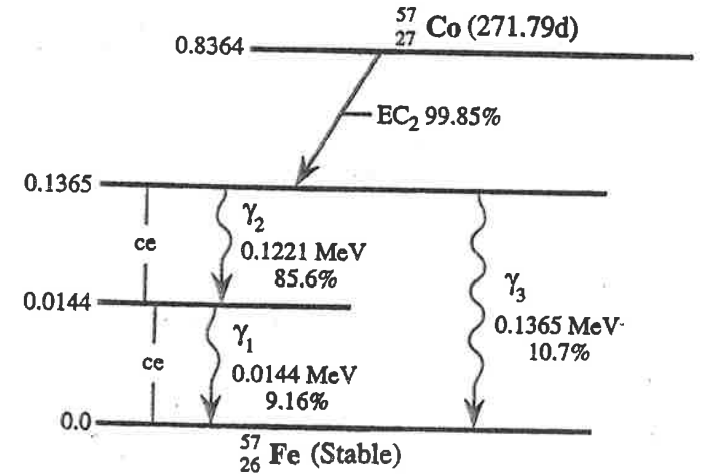 57
27 Co (271.79d)
0.8364
EC2 99.85%
0.1365
γ2
0.1221 MeV
85.6%
ce
γ3
0.1365 MeV
10.7%
0.0144
γ1
0.0144 MeV
9.16%
ce
0.0
57
26 Fe (Stable)